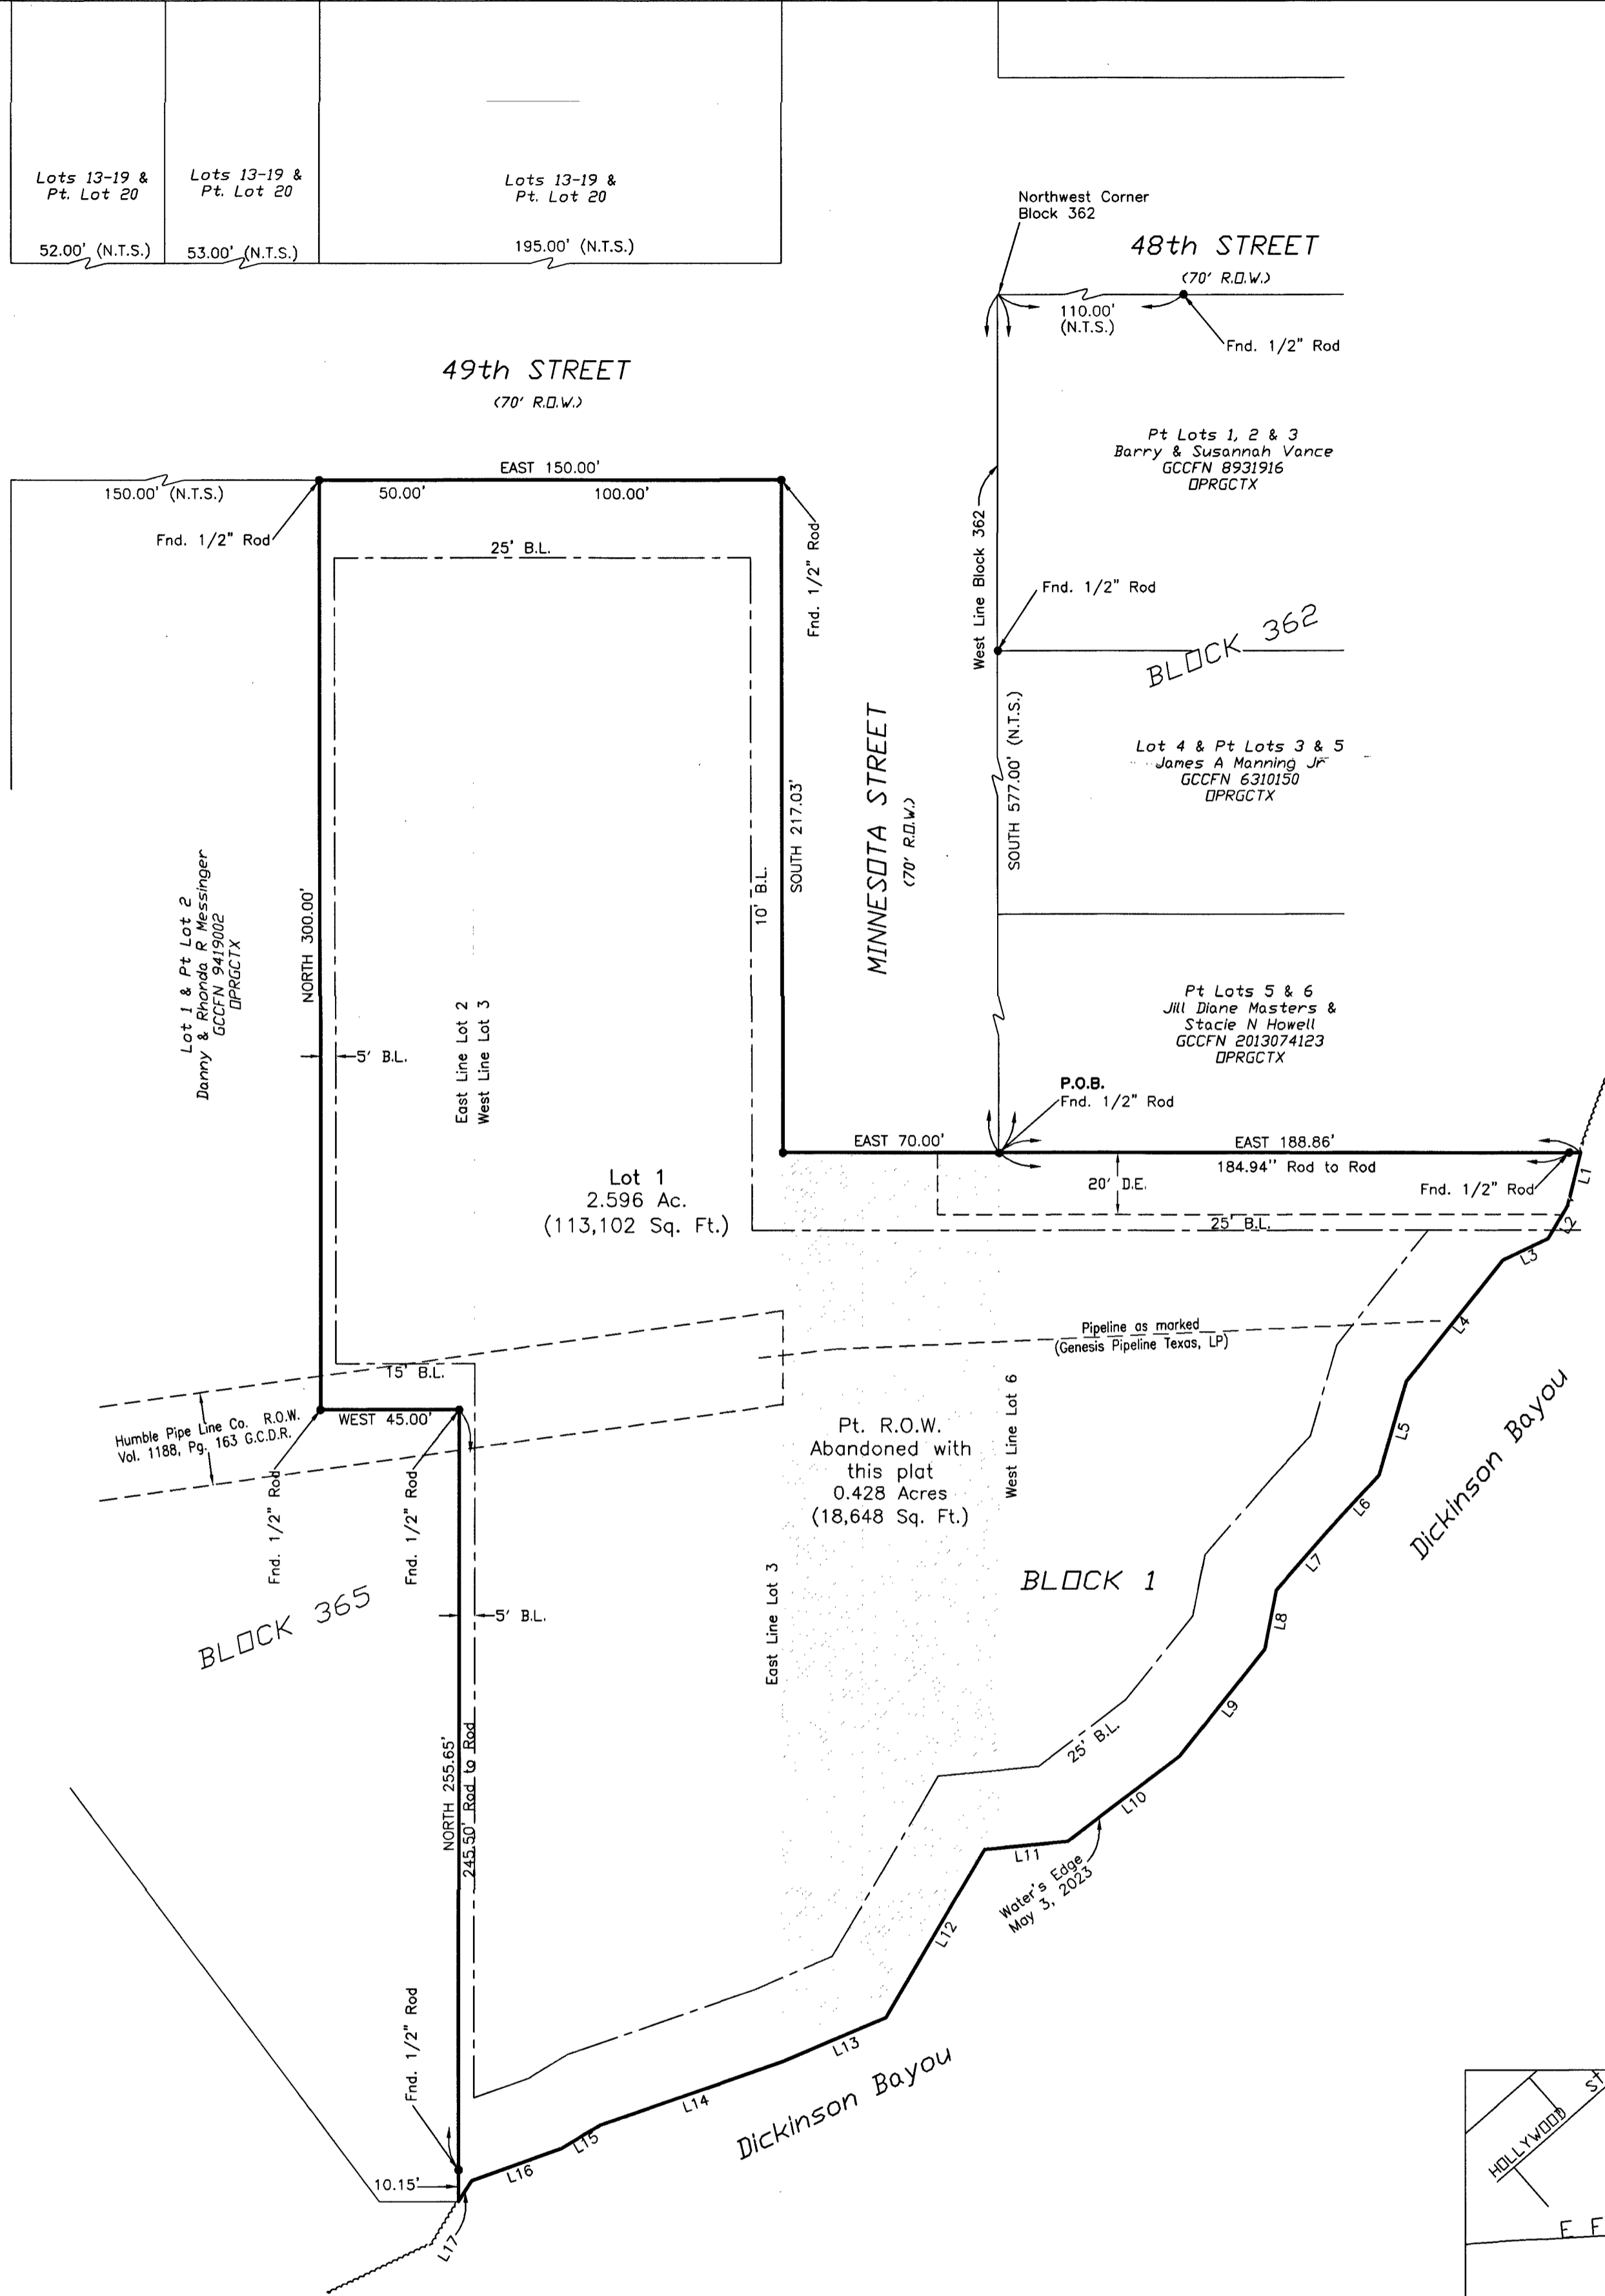 Lots 13-19 &
Pt. Lot 20
52.00' (N.T.S.)
Lots 13-19 &
Pt. Lot 20
53.00' (N.T.S.)
Lots 13-19 &
Pt. Lot 20
195.00' (N.T.S.)
Northwest Corner
Block 362
48th STREET
(70' R.O.W.)
110.00'
(N.T.S.)
Fnd. 1/2" Rod
49th STREET
(70' R.O.W.)
Pt Lots 1, 2 & 3
Barry & Susannah Vance
GCCFN 8931916
OPRGCTX
EAST 150.00'
150.00' (N.T.S.)
50.00'
100.00'
Fnd. 1/2" Rod
Fnd. 1/2" Rod
25' B.L.
West Line Block 362
Fnd. 1/2" Rod
BLOCK 362
SOUTH 577.00' (N.T.S.)
Lot 4 & Pt Lots 3 & 5
James A Manning Jr
GCCFN 6310150
OPRGCTX
MINNESOTA STREET
(70' R.O.W.)
SOUTH 217.03'
10' B.L.
Lot 1 & Pt Lot 2
Danny & Rhonda R Messinger
GCCFN 9419002
OPRGCTX
NORTH 300.00'
5' B.L.
East Line Lot 2
West Line Lot 3
Pt Lots 5 & 6
Jill Diane Masters &
Stacie N Howell
GCCFN 2013074123
OPRGCTX
P.O.B.
Fnd. 1/2" Rod
EAST 70.00'
EAST 188.86'
184.94" Rod to Rod
20' D.E.
Fnd. 1/2" Rod
L1
L2
25' B.L.
L3
Lot 1
2.596 Ac.
(113,102 Sq. Ft.)
Pipeline as marked
(Genesis Pipeline Texas, LP)
L4
15' B.L.
Humble Pipe Line Co. R.O.W.
Vol. 1188, Pg. 163 G.C.D.R.
WEST 45.00'
Fnd. 1/2" Rod
Fnd. 1/2" Rod
Pt. R.O.W.
Abandoned with
this plat
0.428 Acres
(18,648 Sq. Ft.)
West Line Lot 6
L5
Dickinson Bayou
L6
L7
BLOCK 365
5' B.L.
East Line Lot 3
BLOCK 1
L8
L9
25' B.L.
NORTH 255.65'
245.50' Rod to Rod
L10
L11
Water's Edge
May 3, 2023
L12
Fnd. 1/2" Rod
L13
Dickinson Bayou
L14
L15
L16
10.15'
L17
HOLLYWOOD
ST
E F